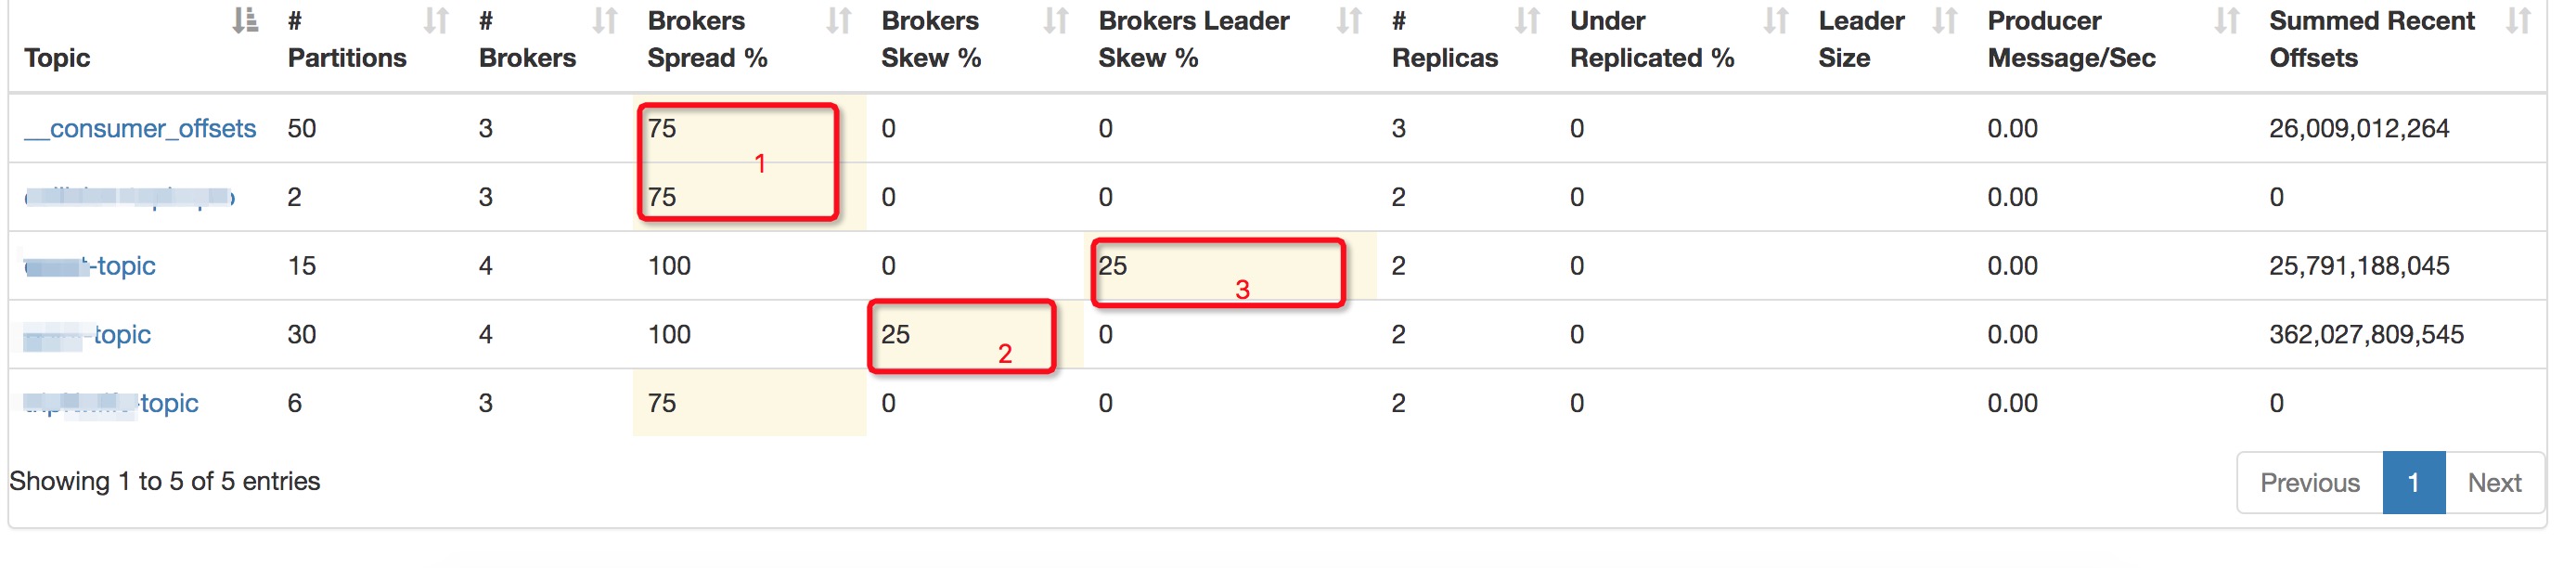 Topic # Partitions # Brokers Brokers Spread % Brokers Skew % Brokers Leader Skew % # Replicas Under Replicated % Leader Size Producer Message/Sec Summed Recent Offsets
__consumer_offsets 50 3 75 0 0 3 0 0.00 26,009,012,264
1
2 3 75 0 0 2 0 0.00 0
-topic 15 4 100 0 25 2 0 0.00 25,791,188,045
3
topic 30 4 100 25 0 2 0 0.00 362,027,809,545
2
-topic 6 3 75 0 0 2 0 0.00 0
Showing 1 to 5 of 5 entries
Previous 1 Next